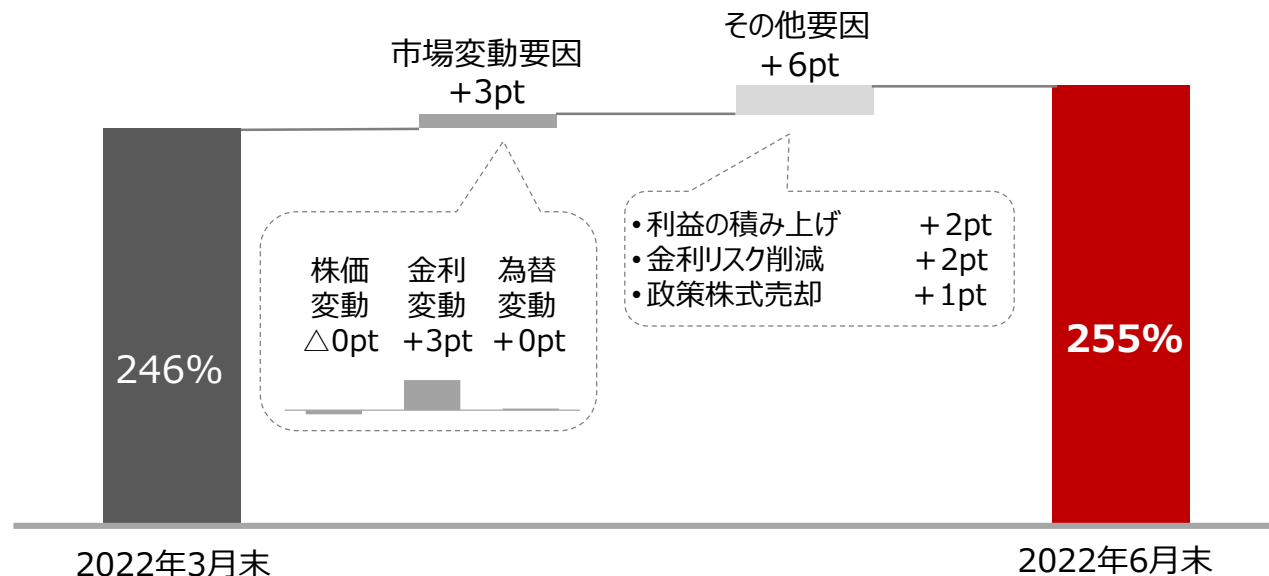 その他要因
+6pt
市場変動要因
+3pt
•利益の積み上げ +2pt
•金利リスク削減 +2pt
•政策株式売却 +1pt
株価 金利 為替
変動 変動 変動
△0pt +3pt +0pt
246%
255%
2022年3月末
2022年6月末